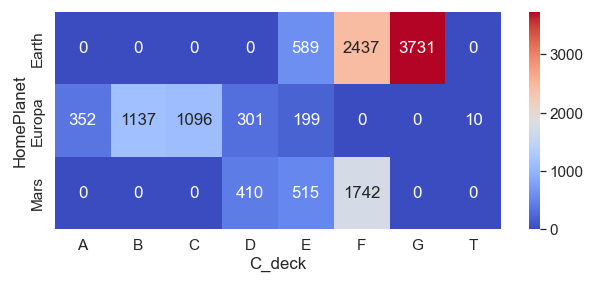 Earth 0 0 0 0 589 2437 3731 0
Europa 352 1137 1096 301 199 0 0 10
Mars 0 0 0 410 515 1742 0 0
A B C D E F G T
C_deck
HomePlanet
3000
2000
1000
0